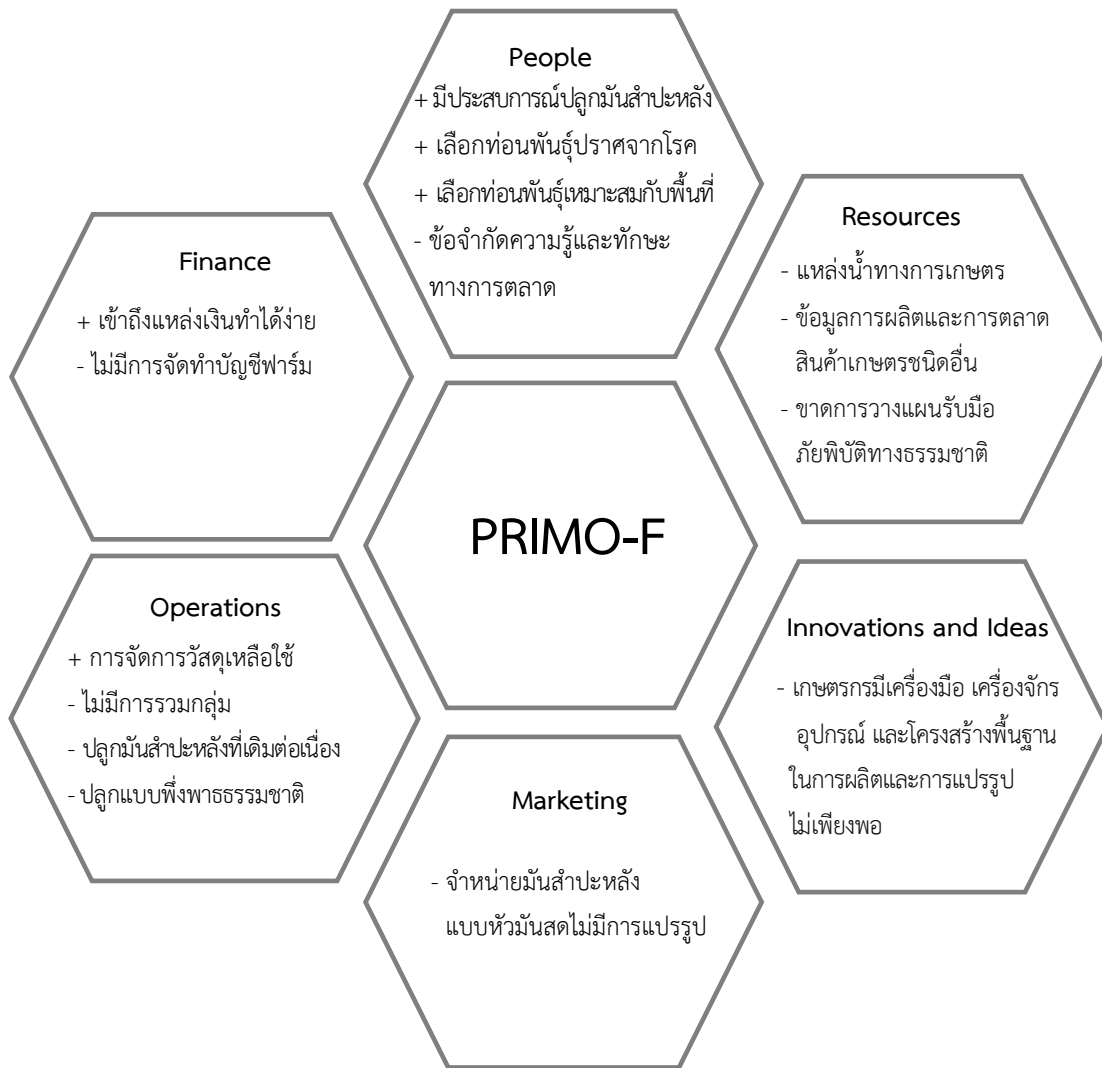 People
+ มีประสบการณ์ปลูกมันสำปะหลัง
+ เลือกท่อนพันธุ์ปราศจากโรค
+ เลือกท่อนพันธุ์เหมาะสมกับพื้นที่
- ข้อจำกัดความรู้และทักษะ
ทางการตลาด
Resources
- แหล่งน้ำทางการเกษตร
- ข้อมูลการผลิตและการตลาด
สินค้าเกษตรชนิดอื่น
- ขาดการวางแผนรับมือ
ภัยพิบัติทางธรรมชาติ
Innovations and Ideas
- เกษตรกรมีเครื่องมือ เครื่องจักร
อุปกรณ์ และโครงสร้างพื้นฐาน
ในการผลิตและการแปรรูป
ไม่เพียงพอ
Marketing
- จำหน่ายมันสำปะหลัง
แบบหัวมันสดไม่มีการแปรรูป
Operations
+ การจัดการวัสดุเหลือใช้
- ไม่มีการรวมกลุ่ม
- ปลูกมันสำปะหลังที่เดิมต่อเนื่อง
- ปลูกแบบพึ่งพาธรรมชาติ
Finance
+ เข้าถึงแหล่งเงินทำได้ง่าย
- ไม่มีการจัดทำบัญชีฟาร์ม
PRIMO-F